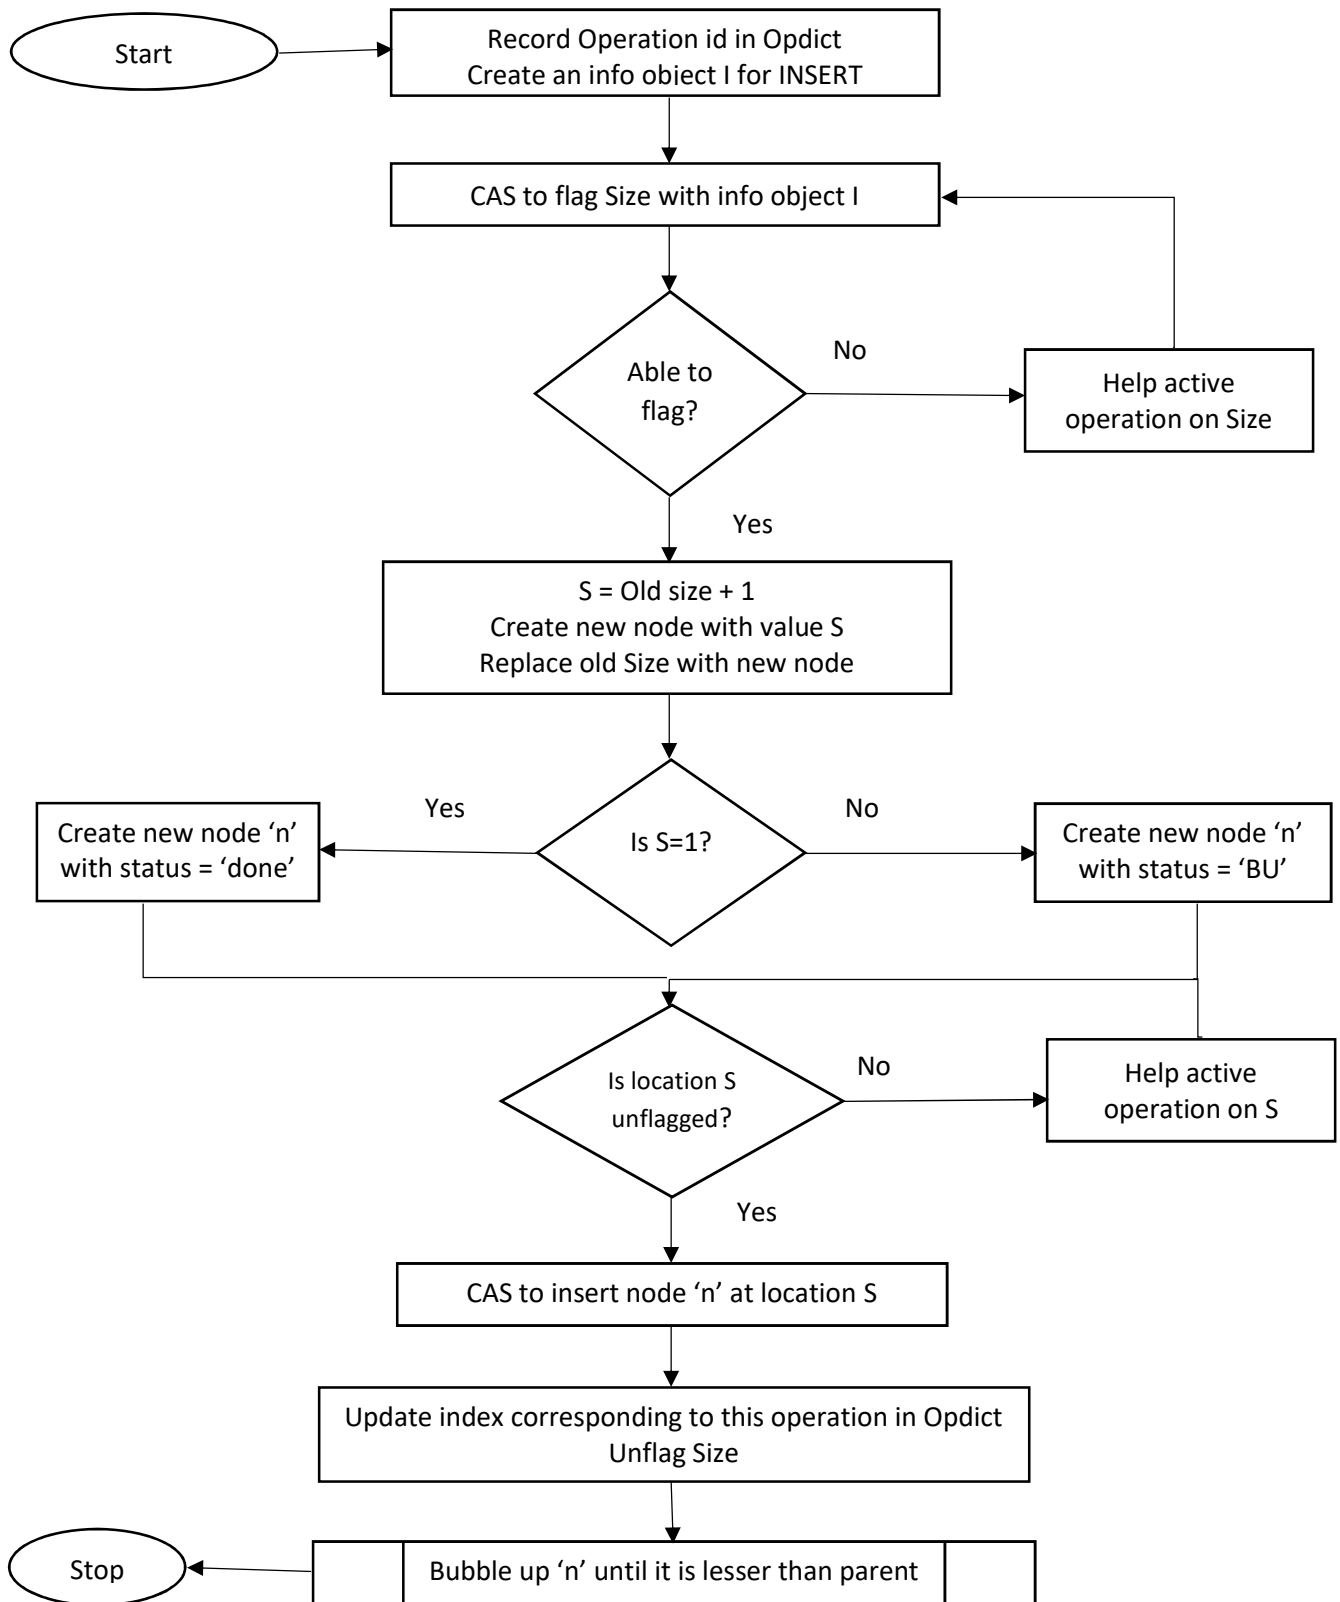 Start
Record Operation id in Opdict
Create an info object I for INSERT
CAS to flag Size with info object I
Able to
flag?
No
Help active
operation on Size
Yes
S = Old size + 1
Create new node with value S
Replace old Size with new node
Yes
Is S=1?
No
Create new node ‘n’
with status = ‘done’
Create new node ‘n’
with status = ‘BU’
Is location S
unflagged?
No
Help active
operation on S
Yes
CAS to insert node ‘n’ at location S
Update index corresponding to this operation in Opdict
Unflag Size
Bubble up ‘n’ until it is lesser than parent
Stop